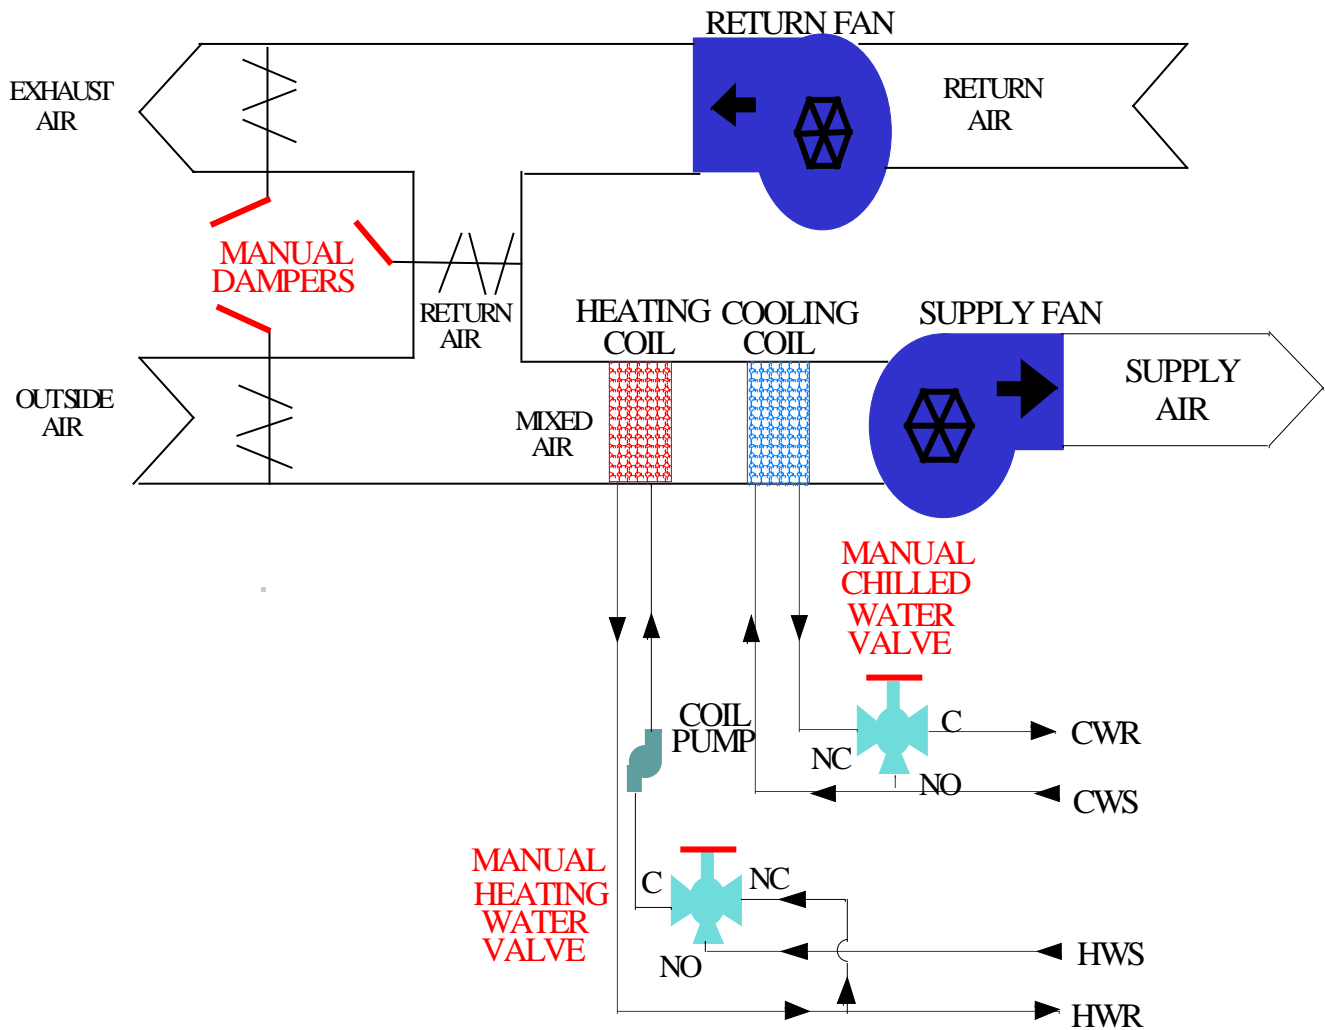 RETURN FAN
EXHAUST
AIR
RETURN
AIR
MANUAL
DAMPERS
RETURN
AIR
HEATING
COIL
COOLING
COIL
SUPPLY FAN
SUPPLY
AIR
OUTSIDE
AIR
MIXED
AIR
MANUAL
CHILLED
WATER
VALVE
COIL
PUMP
C
NC
NO
CWR
CWS
MANUAL
HEATING
WATER
VALVE
C
NC
NO
HWS
HWR